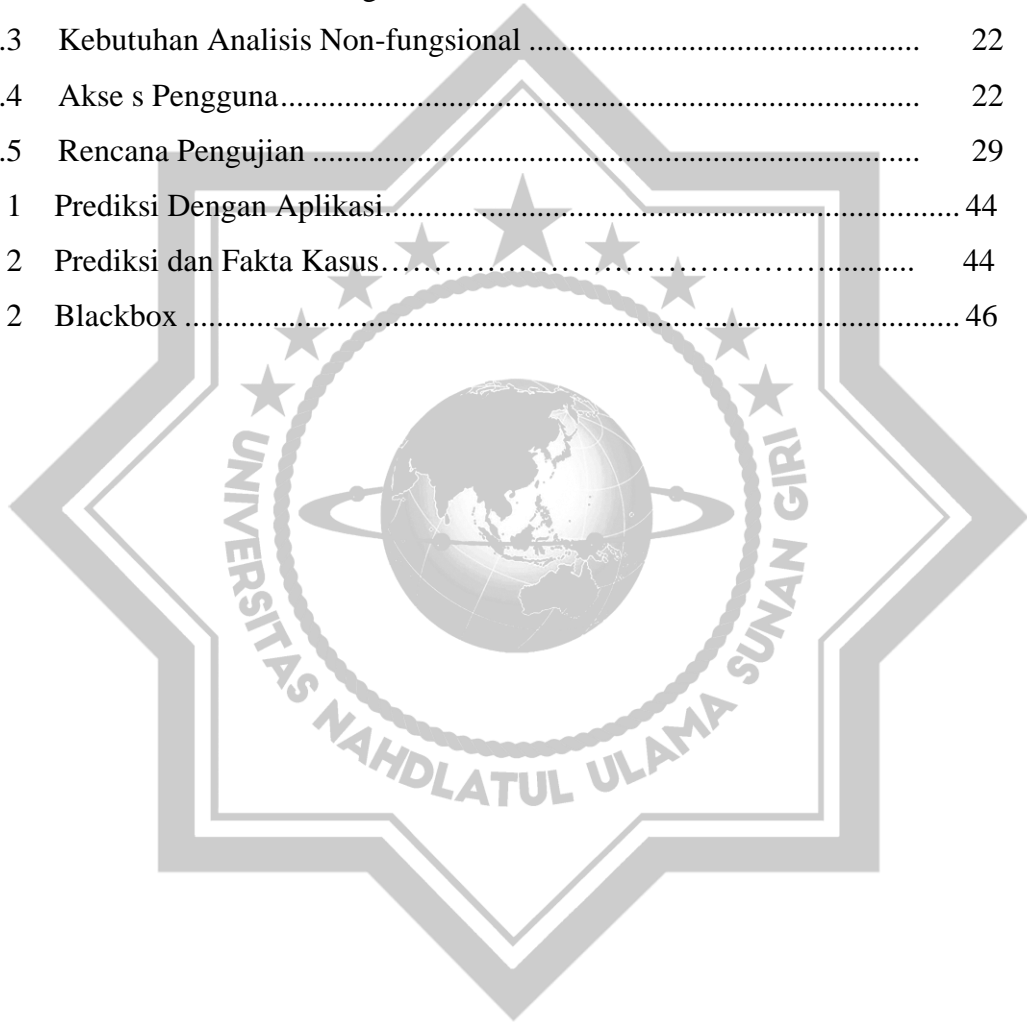 .3 Kebutuhan Analisis Non-fungsional ................................................ 22
.4 Akse s Pengguna................................................................................ 22
.5 Rencana Pengujian ............................................................................ 29
1 Prediksi Dengan Aplikasi....................................................................... 44
2 Prediksi dan Fakta Kasus…………………………………............ 44
2 Blackbox ................................................................................................ 46
UNIVERSITAS NAHDLATUL ULAMA SUNAN GIRI